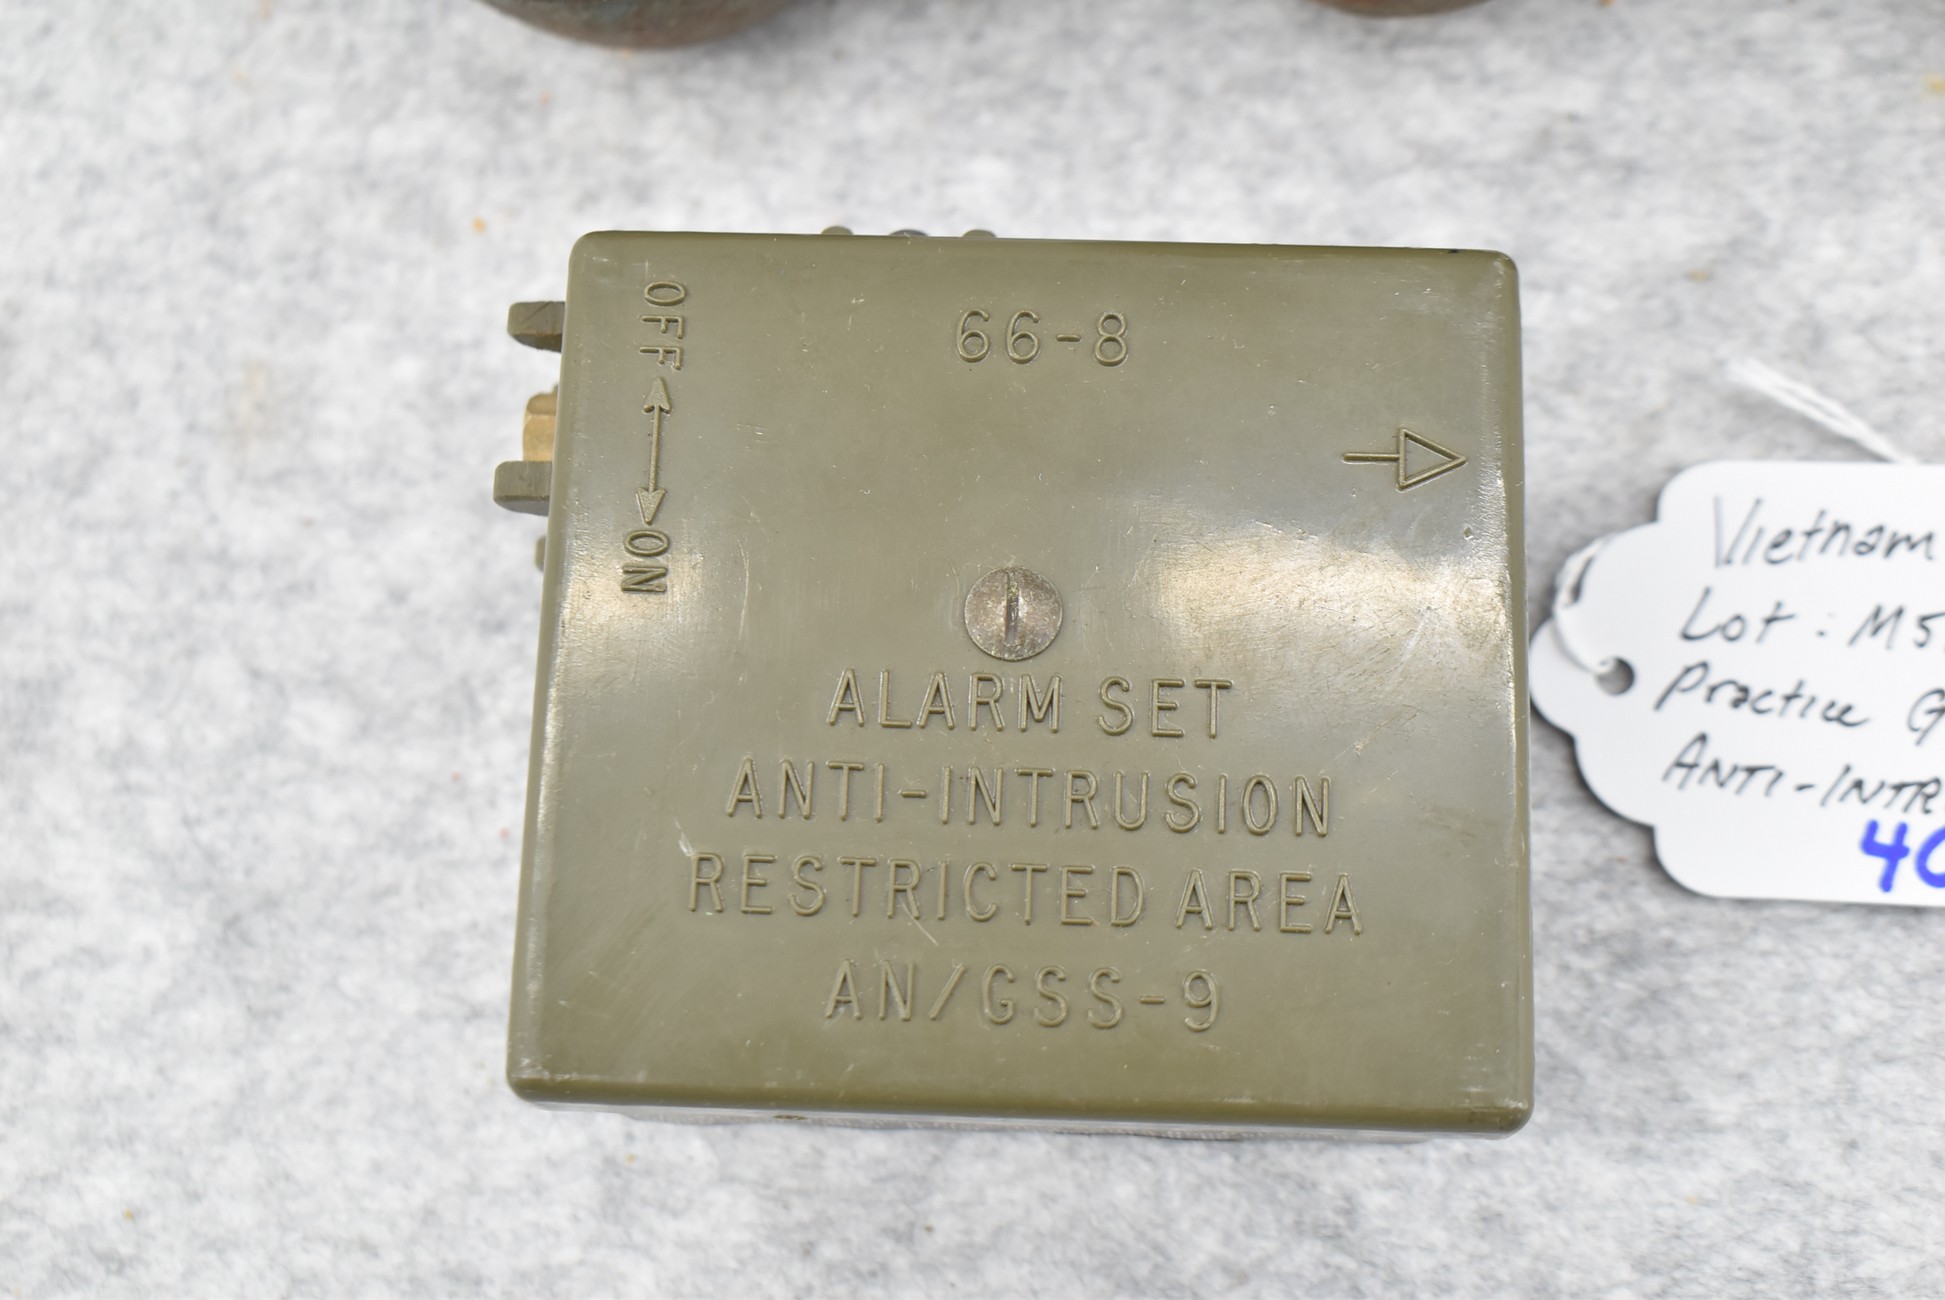 66-8
OFF
ON
ALARM SET
ANTI-INTRUSION
RESTRICTED AREA
AN/GSS-9
Vietnam
Lot: M5
Practice G
ANTI-INTR
40